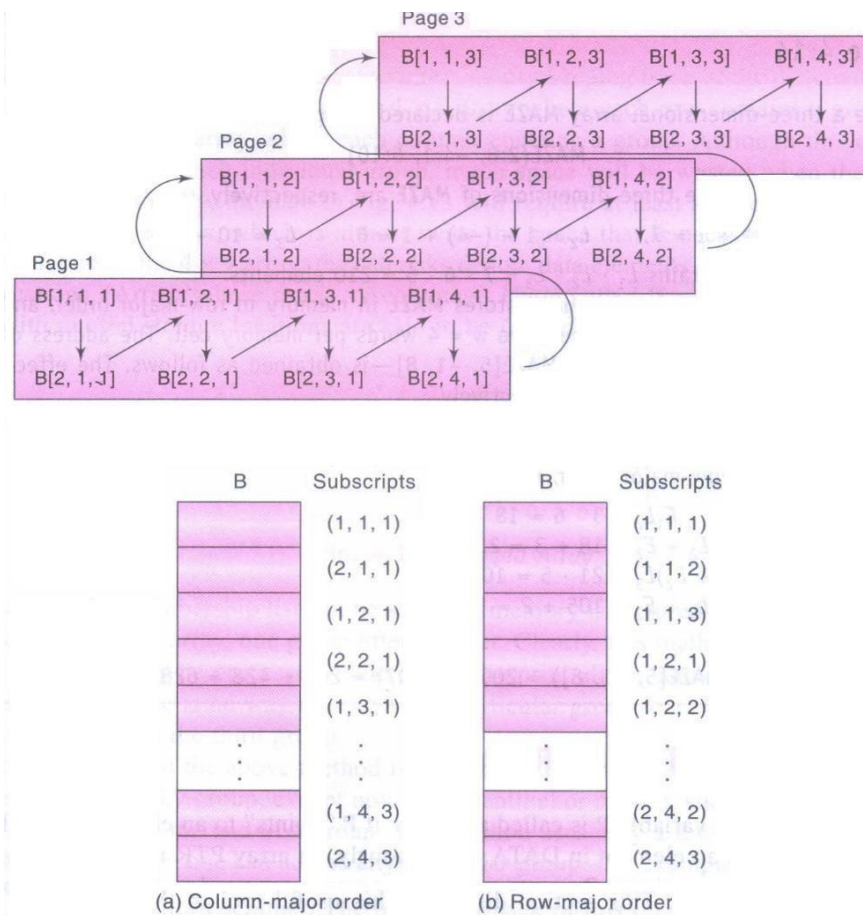 Page 3
B[1, 1, 3] B[1, 2, 3] B[1, 3, 3] B[1, 4, 3]
B[2, 1, 3] B[2, 2, 3] B[2, 3, 3] B[2, 4, 3]
Page 2
B[1, 1, 2] B[1, 2, 2] B[1, 3, 2] B[1, 4, 2]
B[2, 1, 2] B[2, 2, 2] B[2, 3, 2] B[2, 4, 2]
Page 1
B[1, 1, 1] B[1, 2, 1] B[1, 3, 1] B[1, 4, 1]
B[2, 1, 1] B[2, 2, 1] B[2, 3, 1] B[2, 4, 1]
B Subscripts
(1, 1, 1)
(2, 1, 1)
(1, 2, 1)
(2, 2, 1)
(1, 3, 1)
(1, 4, 3)
(2, 4, 3)
(a) Column-major order
B Subscripts
(1, 1, 1)
(1, 1, 2)
(1, 1, 3)
(1, 2, 1)
(1, 2, 2)
(2, 4, 2)
(2, 4, 3)
(b) Row-major order